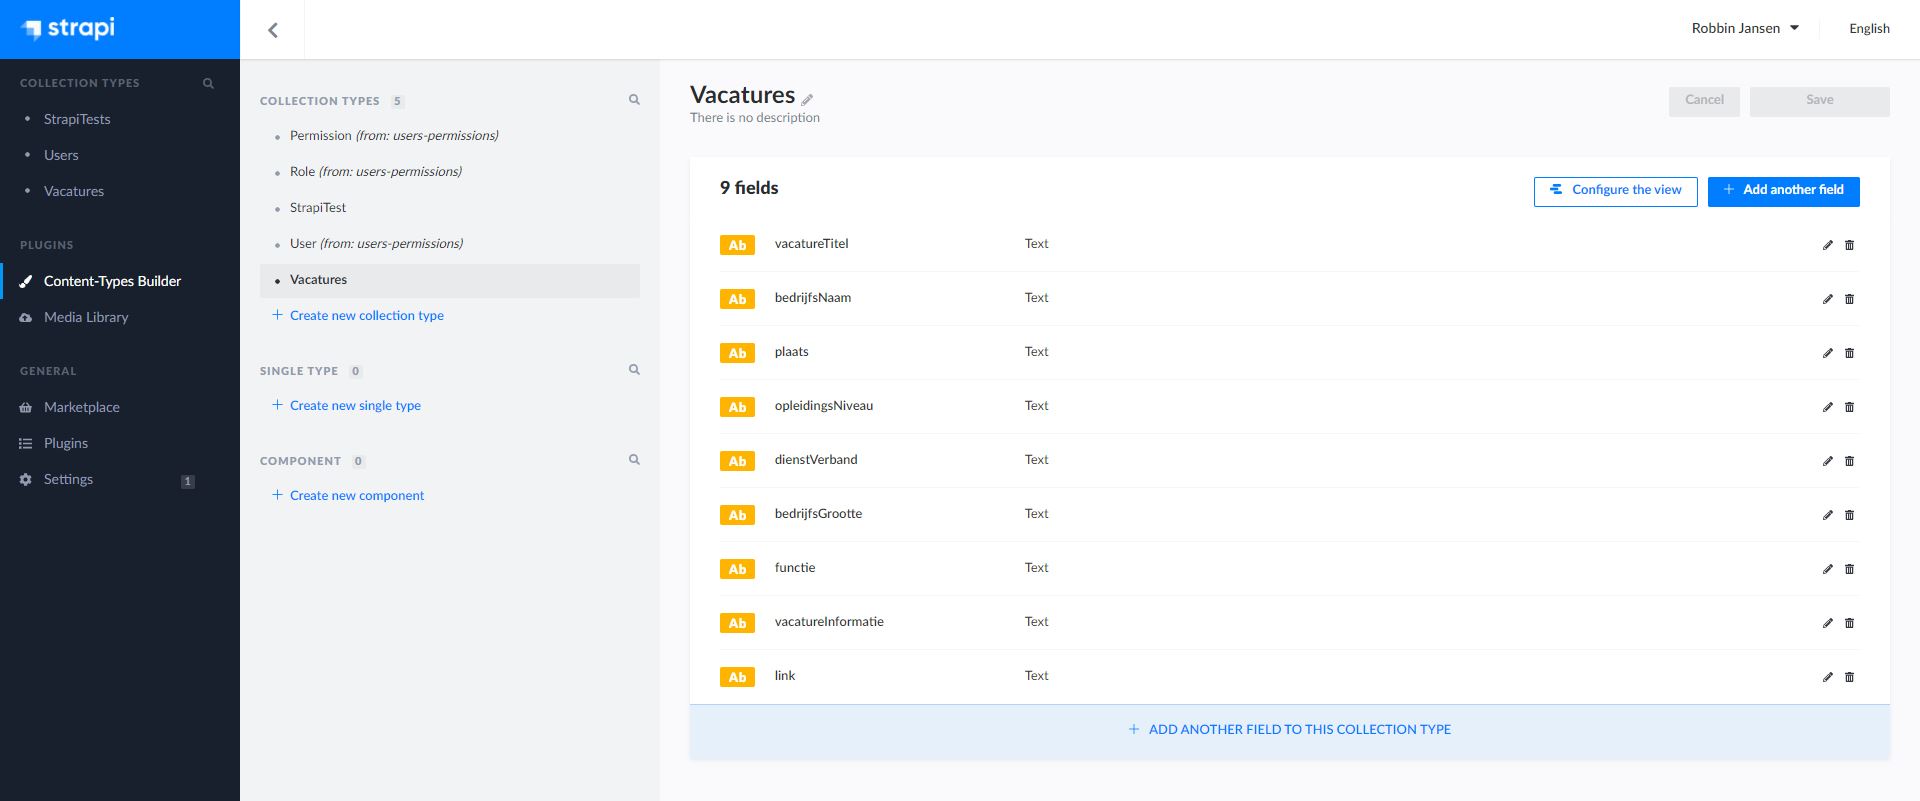 strapi
Robbin Jansen
English
COLLECTION TYPES
StrapiTests
Users
Vacatures
PLUGINS
Content-Types Builder
Media Library
GENERAL
Marketplace
Plugins
Settings 1
COLLECTION TYPES 5
Permission (from: users-permissions)
Role (from: users-permissions)
StrapiTest
User (from: users-permissions)
Vacatures
+ Create new collection type
SINGLE TYPE 0
+ Create new single type
COMPONENT 0
+ Create new component
Vacatures
There is no description
Cancel Save
9 fields
Configure the view + Add another field
Ab vacatureTitel Text
Ab bedrijfsNaam Text
Ab plaats Text
Ab opleidingsNiveau Text
Ab dienstVerband Text
Ab bedrijfsGrootte Text
Ab functie Text
Ab vacatureInformatie Text
Ab link Text
+ ADD ANOTHER FIELD TO THIS COLLECTION TYPE